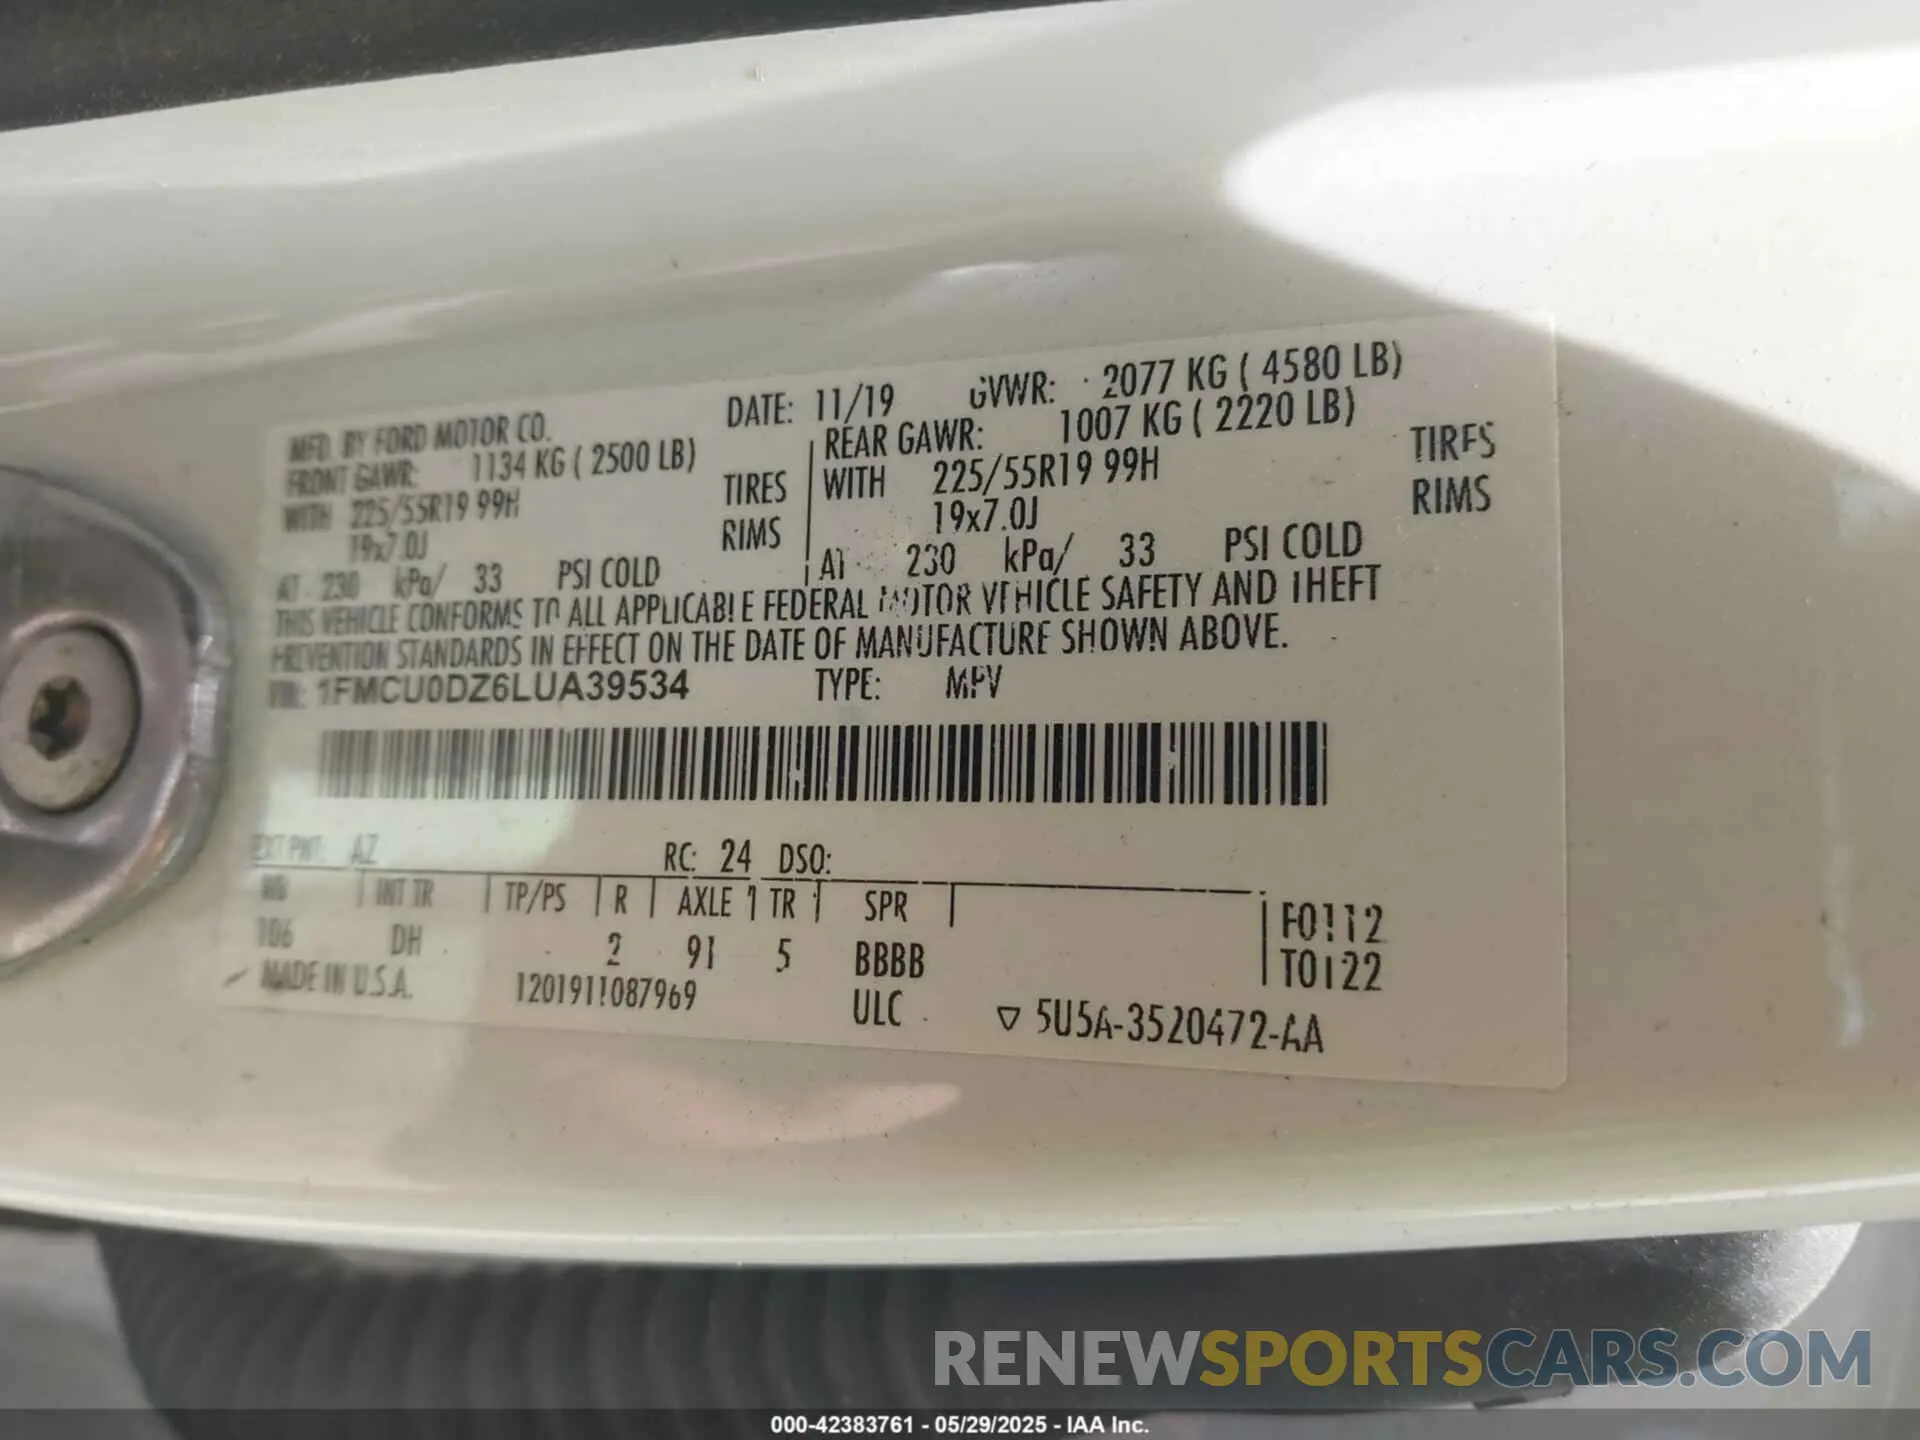 MFD. BY FORD MOTOR CO. DATE: 11/19 GVWR: 2077 KG ( 4580 LB)
FRONT GAWR: 1134 KG ( 2500 LB) REAR GAWR: 1007 KG ( 2220 LB)
WITH 225/55R19 99H TIRES WITH 225/55R19 99H TIRES
19x7.0J RIMS 19x7.0J RIMS
AT 230 kPa/ 33 PSI COLD AT 230 kPa/ 33 PSI COLD
THIS VEHICLE CONFORMS TO ALL APPLICABLE FEDERAL MOTOR VEHICLE SAFETY AND THEFT
PREVENTION STANDARDS IN EFFECT ON THE DATE OF MANUFACTURE SHOWN ABOVE.
VIN: 1FMCU0DZ6LUA39534 TYPE: MPV
EXT PNT: AZ RC: 24 DSO:
WB INT TR TP/PS R AXLE TR SPR F0112
106 DH 2 91 5 BBBB T0122
MADE IN U.S.A. 1201911087969 ULC ▽ 5U5A-3520472-AA
RENEWSPORTSCARS.COM
000-42383761 - 05/29/2025 - IAA Inc.